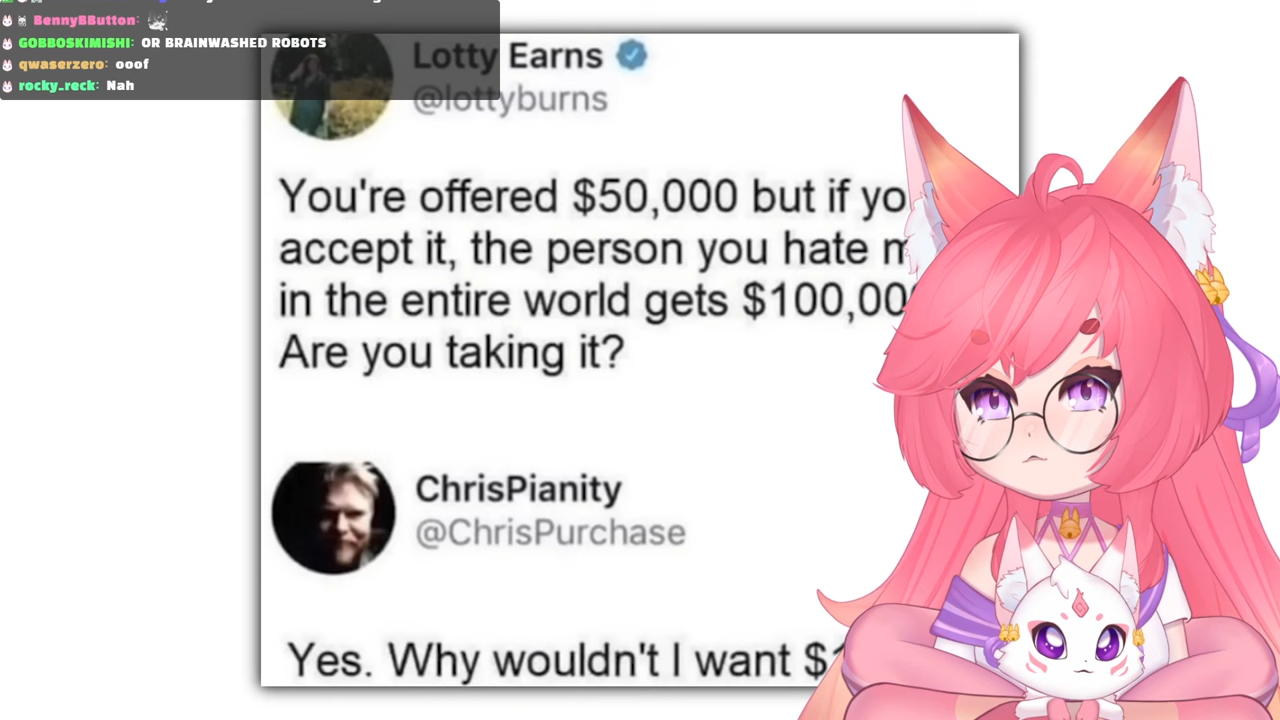 BennyBButton:
GOBBOSKIMISHI: OR BRAINWASHED ROBOTS
qwaserzero: ooof
rocky_reck: Nah
Lotty Earns
@lottyburns
You're offered $50,000 but if yo
accept it, the person you hate m
in the entire world gets $100,00
Are you taking it?
ChrisPianity
@ChrisPurchase
Yes. Why wouldn't I want $